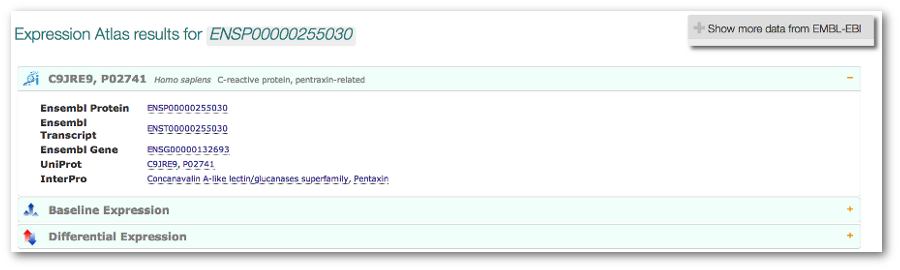 Expression Atlas results for ENSP00000255030
+ Show more data from EMBL-EBI
C9JRE9, P02741 Homo sapiens C-reactive protein, pentraxin-related −
Ensembl Protein ENSP00000255030
Ensembl
Transcript ENST00000255030
Ensembl Gene ENSG00000132693
UniProt C9JRE9, P02741
InterPro Concanavalin A-like lectin/glucanases superfamily, Pentaxin
Baseline Expression +
Differential Expression +